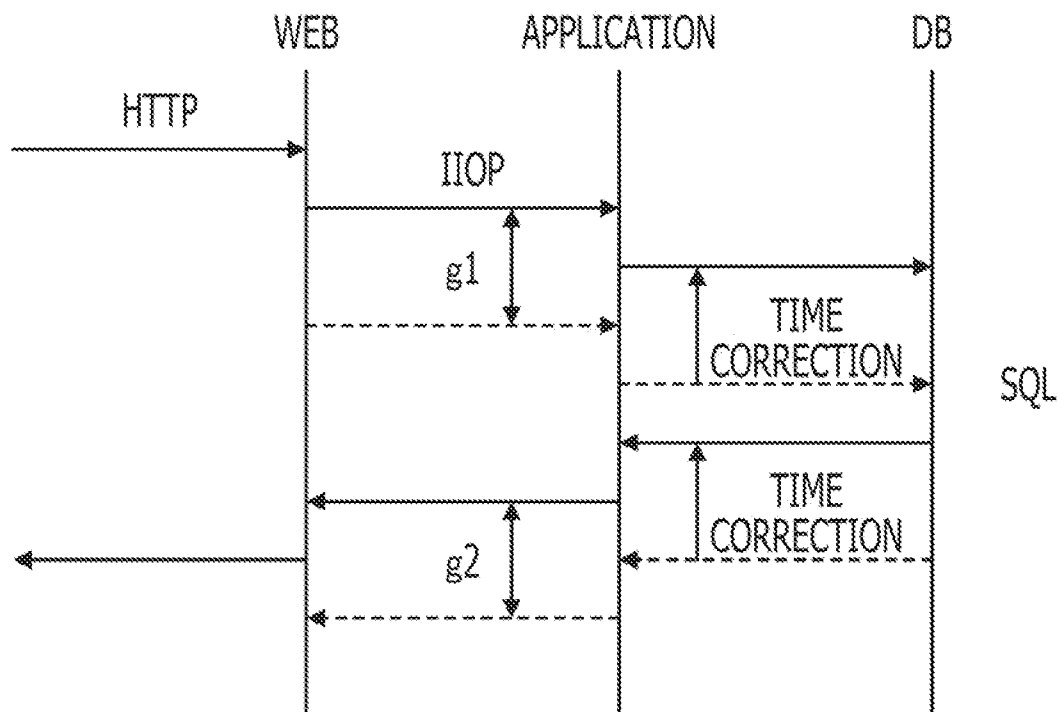 WEB
APPLICATION
DB
HTTP
IIOP
g1
TIME
CORRECTION
SQL
TIME
CORRECTION
g2